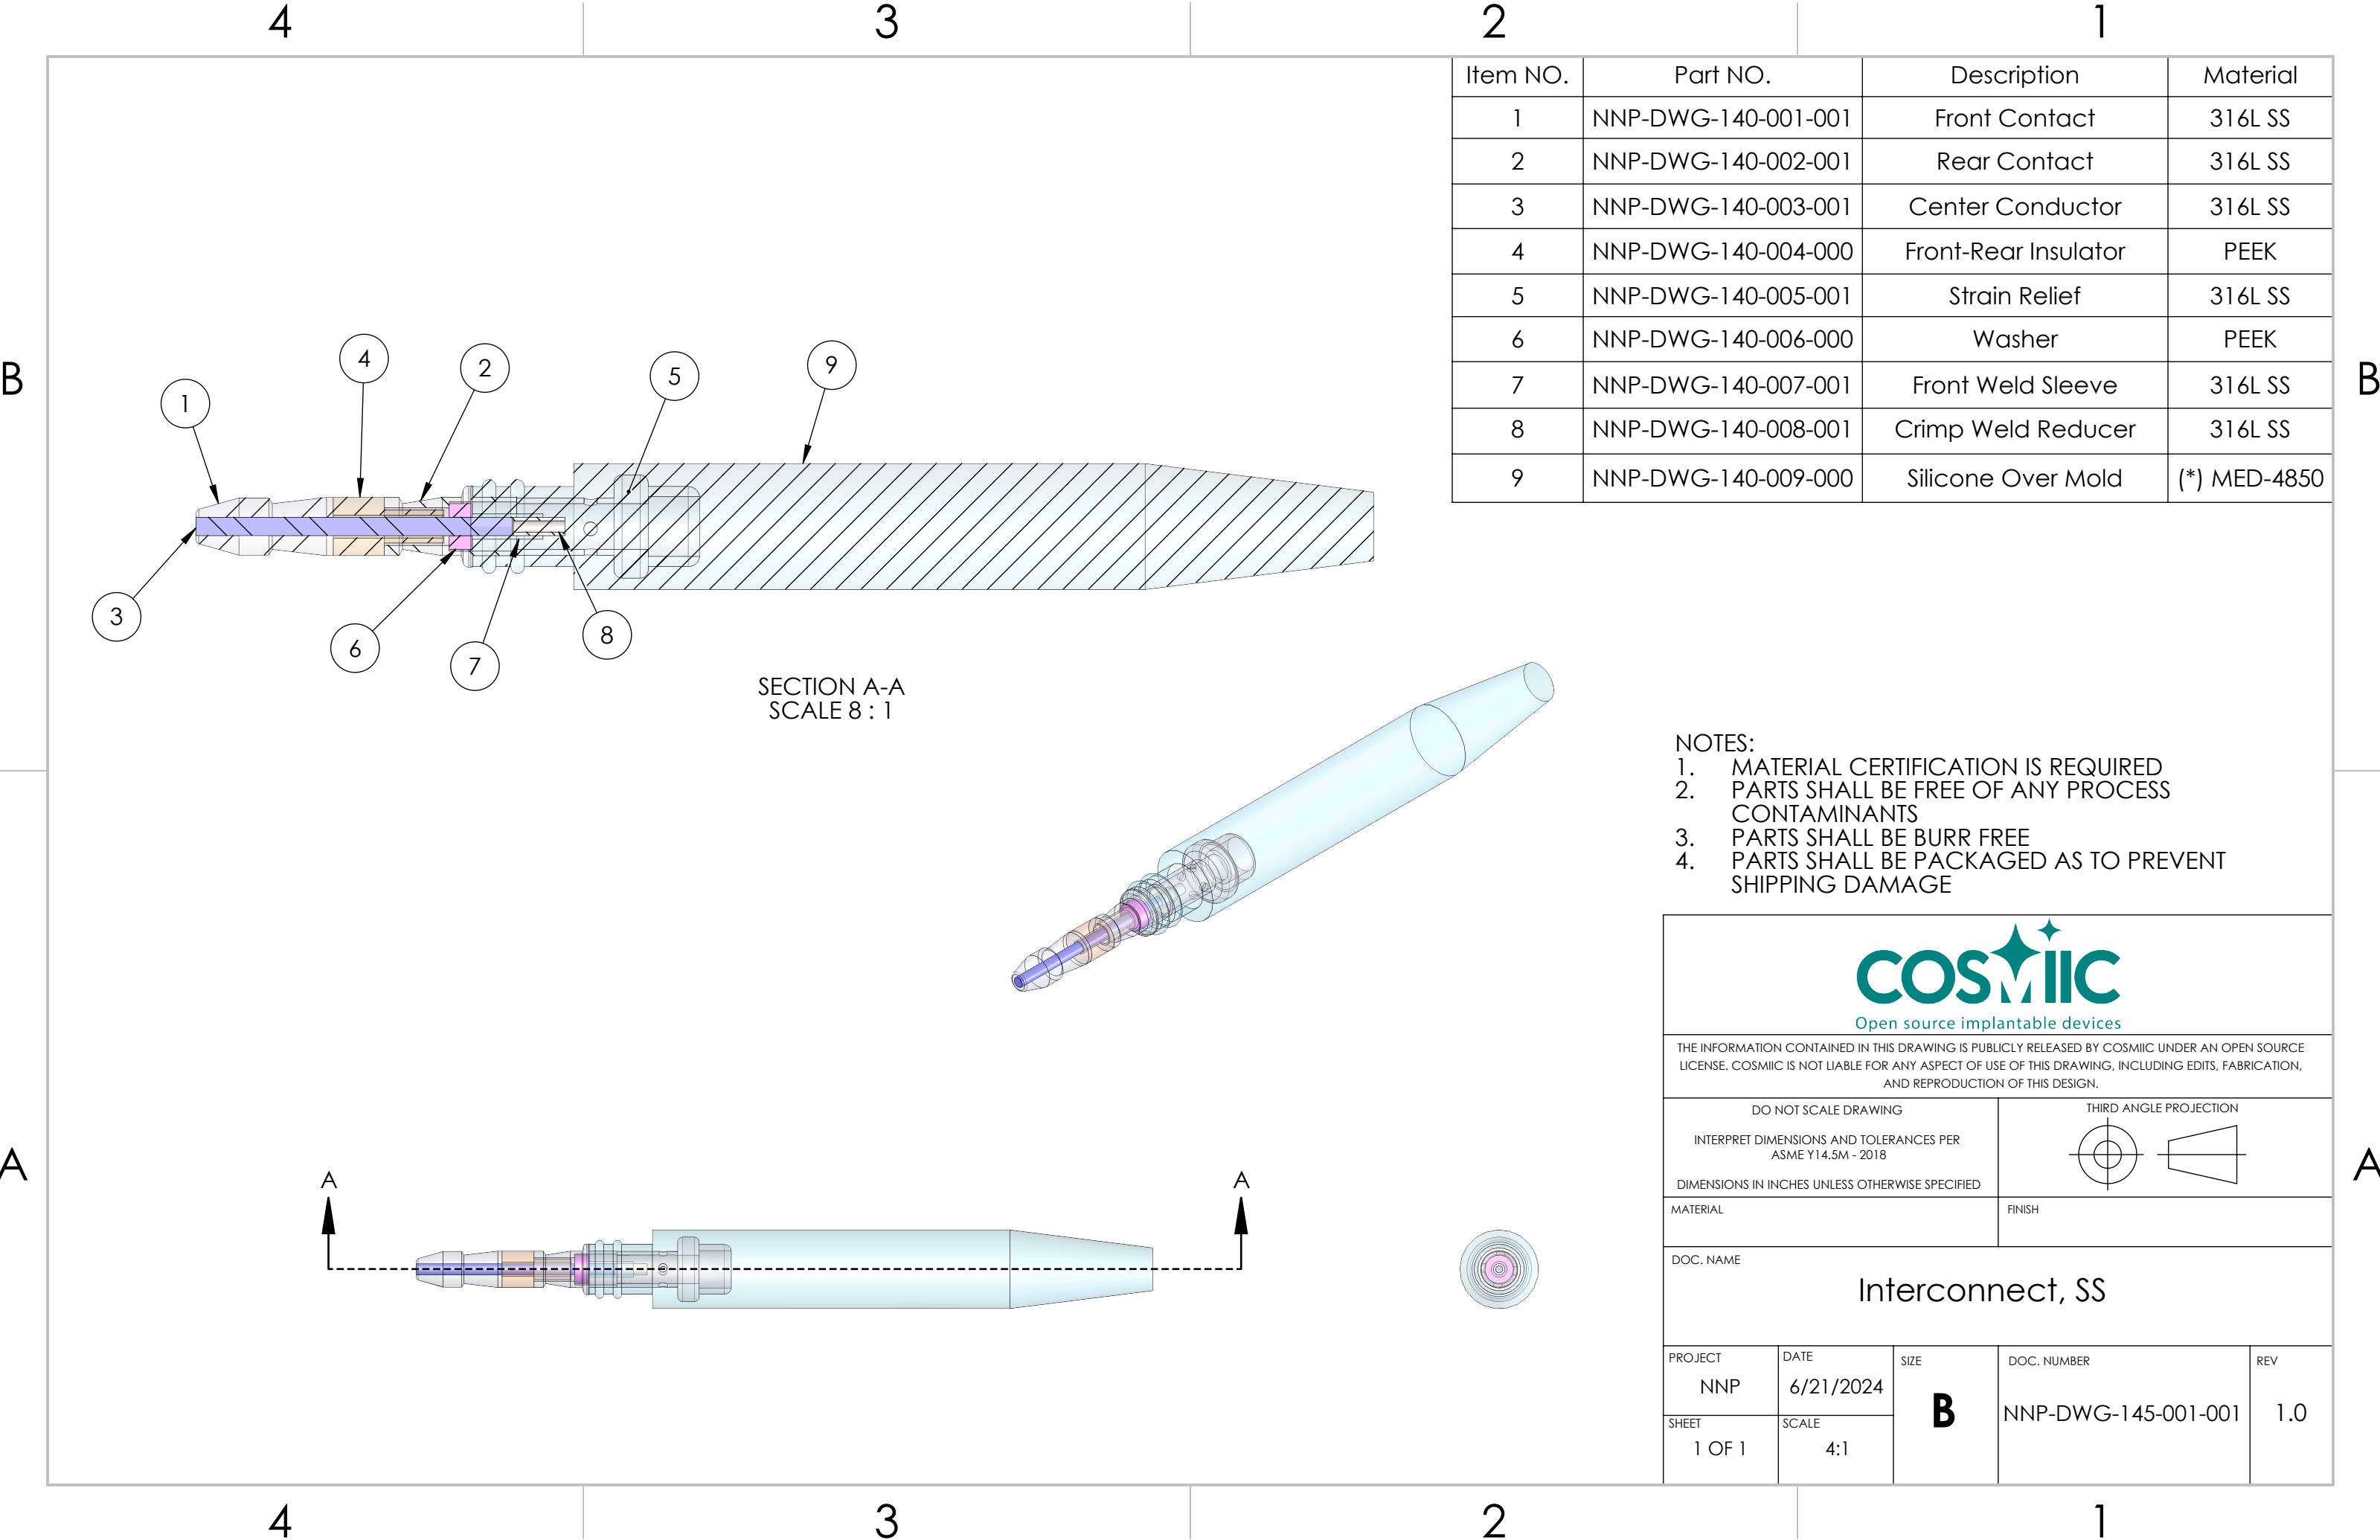 4 3 2 1
Item NO. Part NO. Description Material
1 NNP-DWG-140-001-001 Front Contact 316L SS
2 NNP-DWG-140-002-001 Rear Contact 316L SS
3 NNP-DWG-140-003-001 Center Conductor 316L SS
4 NNP-DWG-140-004-000 Front-Rear Insulator PEEK
5 NNP-DWG-140-005-001 Strain Relief 316L SS
6 NNP-DWG-140-006-000 Washer PEEK
7 NNP-DWG-140-007-001 Front Weld Sleeve 316L SS
8 NNP-DWG-140-008-001 Crimp Weld Reducer 316L SS
9 NNP-DWG-140-009-000 Silicone Over Mold (*) MED-4850
B B
1 4 2 5 9
3 6 7 8
SECTION A-A
SCALE 8 : 1
NOTES:
1. MATERIAL CERTIFICATION IS REQUIRED
2. PARTS SHALL BE FREE OF ANY PROCESS
CONTAMINANTS
3. PARTS SHALL BE BURR FREE
4. PARTS SHALL BE PACKAGED AS TO PREVENT
SHIPPING DAMAGE
COSMIIC
Open source implantable devices
THE INFORMATION CONTAINED IN THIS DRAWING IS PUBLICLY RELEASED BY COSMIIC UNDER AN OPEN SOURCE
LICENSE. COSMIIC IS NOT LIABLE FOR ANY ASPECT OF USE OF THIS DRAWING, INCLUDING EDITS, FABRICATION,
AND REPRODUCTION OF THIS DESIGN.
DO NOT SCALE DRAWING
INTERPRET DIMENSIONS AND TOLERANCES PER
ASME Y14.5M - 2018
DIMENSIONS IN INCHES UNLESS OTHERWISE SPECIFIED
THIRD ANGLE PROJECTION
A A
A A
MATERIAL
FINISH
DOC. NAME
Interconnect, SS
PROJECT
NNP
DATE
6/21/2024
SHEET
1 OF 1
SCALE
4:1
SIZE
B
DOC. NUMBER
NNP-DWG-145-001-001
REV
1.0
4 3 2 1